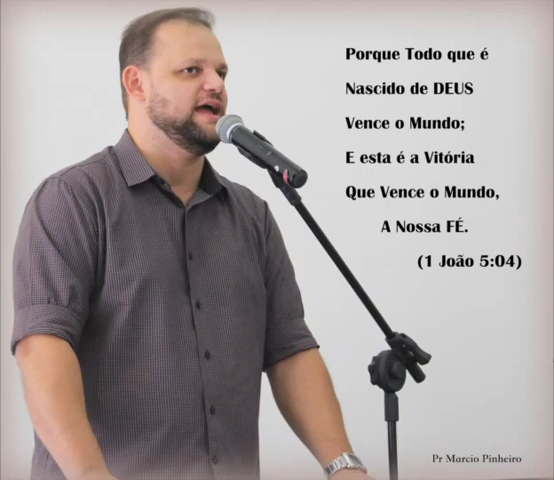 Porque Todo que é
Nascido de DEUS
Vence o Mundo;
E esta é a Vitória
Que Vence o Mundo,
A Nossa FÉ.
(1 João 5:04)
Pr Marcio Pinheiro